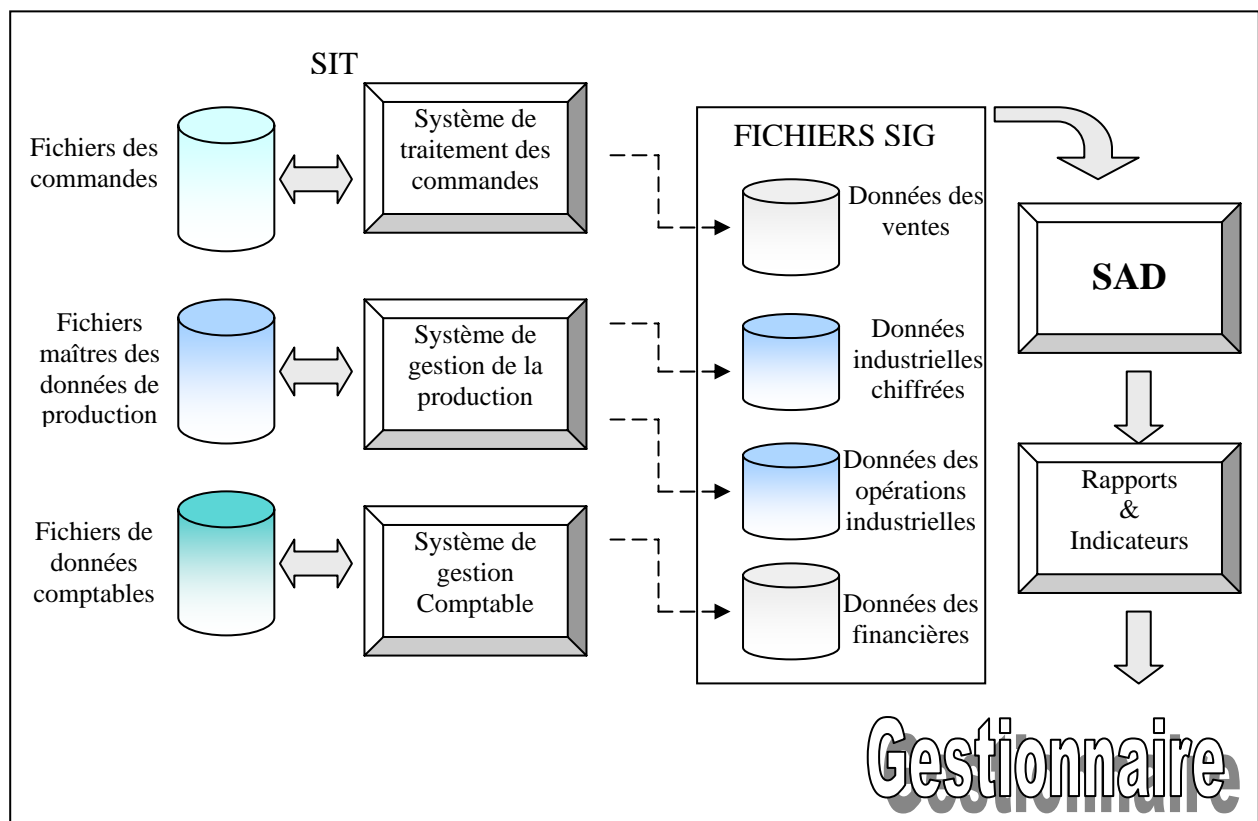 SIT
Fichiers des
commandes
Système de
traitement des
commandes
Fichiers
maîtres des
données de
production
Système de
gestion de la
production
Fichiers de
données
comptables
Système de
gestion
Comptable
FICHIERS SIG
Données des
ventes
Données
industrielles
chiffrées
Données des
opérations
industrielles
Données des
financières
SAD
Rapports
&
Indicateurs
Gestionnaire